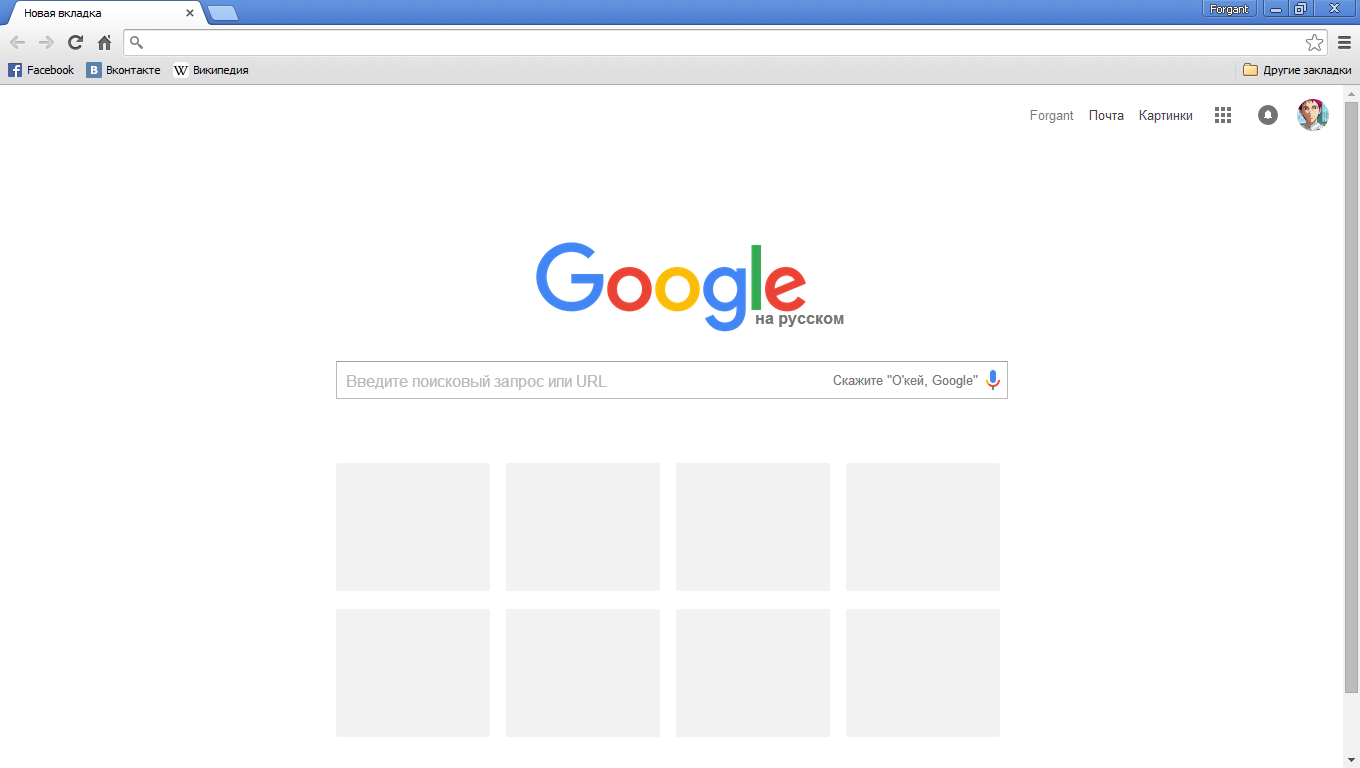 Новая вкладка
Forgant
Facebook
В Вконтакте
W Википедия
Другие закладки
Forgant Почта Картинки
Google
на русском
Введите поисковый запрос или URL
Скажите "О'кей, Google"